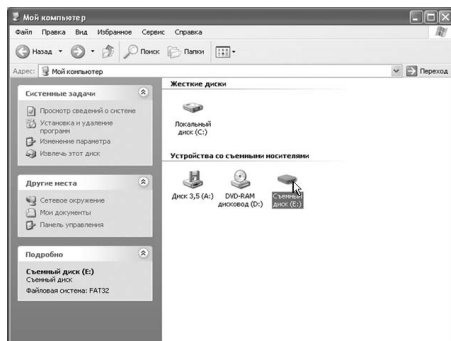 Мой компьютер
Файл Правка Вид Избранное Сервис Справка
Назад Поиск Папки
Адрес: Мой компьютер Переход
Системные задачи
Просмотр сведений о системе
Установка и удаление
программ
Изменение параметра
Извлечь этот диск
Другие места
Сетевое окружение
Мои документы
Панель управления
Подробно
Съемный диск (E:)
Съемный диск
Файловая система: FAT32
Жесткие диски
Локальный
диск (C:)
Устройства со съемными носителями
Диск 3,5 (A:)
DVD-RAM
дисковод (D:)
Съемный
диск (E:)